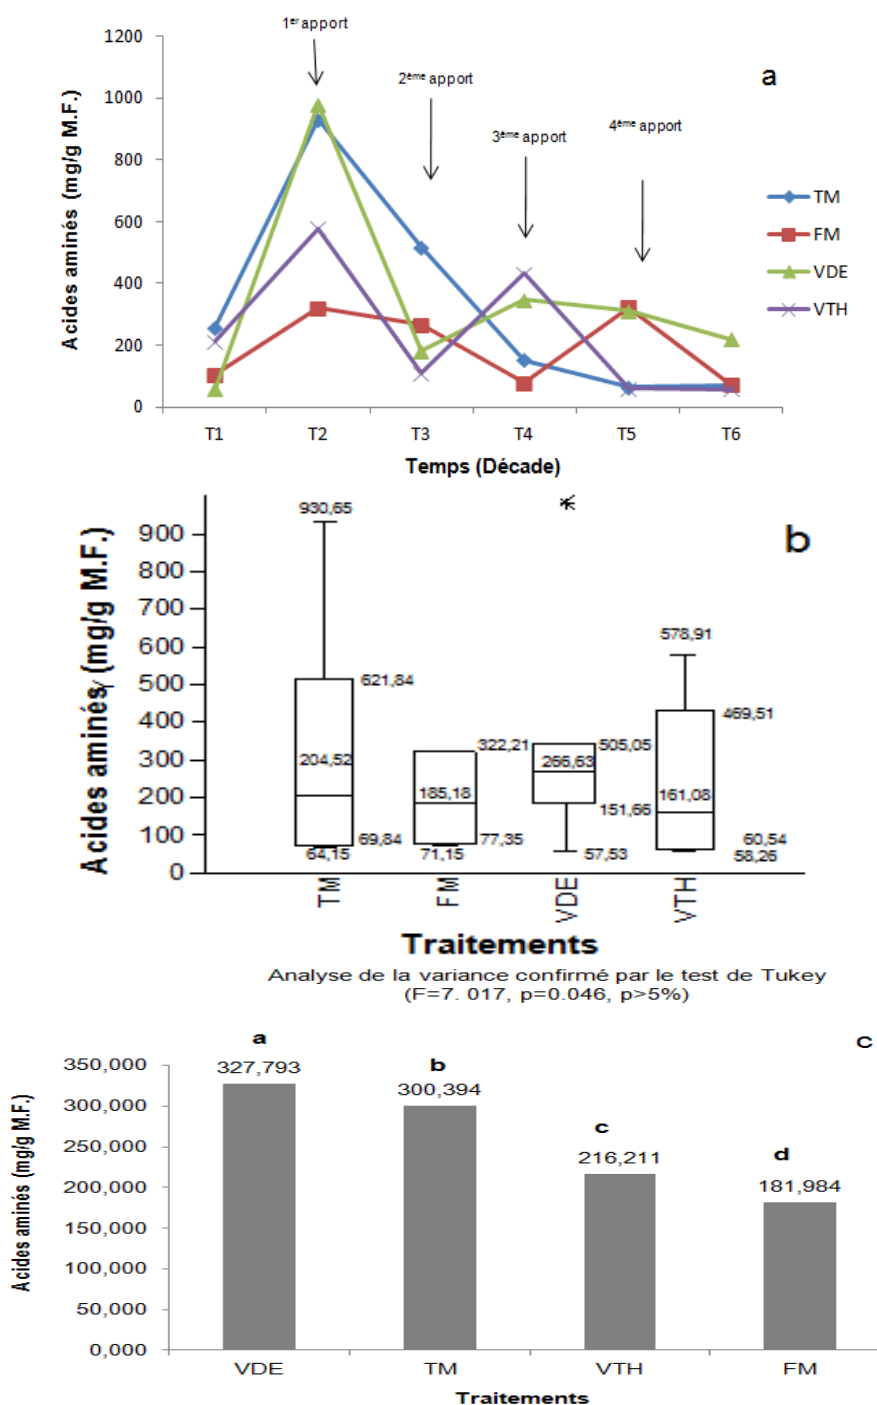 1er apport
1200
a
2ème apport
1000
4ème apport
3ème apport
800
TM
600
FM
VDE
400
VTH
200
0
T1 T2 T3 T4 T5 T6
Temps (Décade)
Acides aminés (mg/g M.F.)
930,65
b
900
800
700
578,91
600
500
621,84
469,51
400
322,21
505,05
300
204,52
266,63
185,18
161,08
200
151,66
100
69,84
77,35
60,54
0
64,15
71,15
57,53
58,26
TM FM VDE VTH
Acides aminés (mg/g M.F.)
Traitements
Analyse de la variance confirmé par le test de Tukey
(F=7. 017, p=0.046, p>5%)
a
c
350,000
327,793
b
300,000
300,394
c
250,000
216,211
d
200,000
181,984
150,000
100,000
50,000
0,000
VDE TM VTH FM
Acides aminés (mg/g M.F.)
Traitements